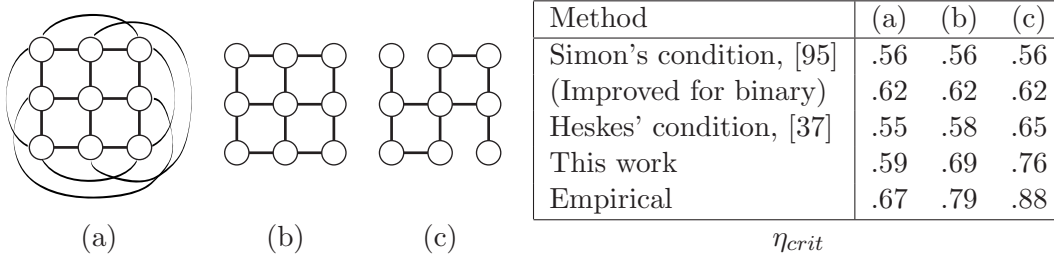 (a) (b) (c)
Method (a) (b) (c)
Simon's condition, [95] .56 .56 .56
(Improved for binary) .62 .62 .62
Heskes' condition, [37] .55 .58 .65
This work .59 .69 .76
Empirical .67 .79 .88
η_crit